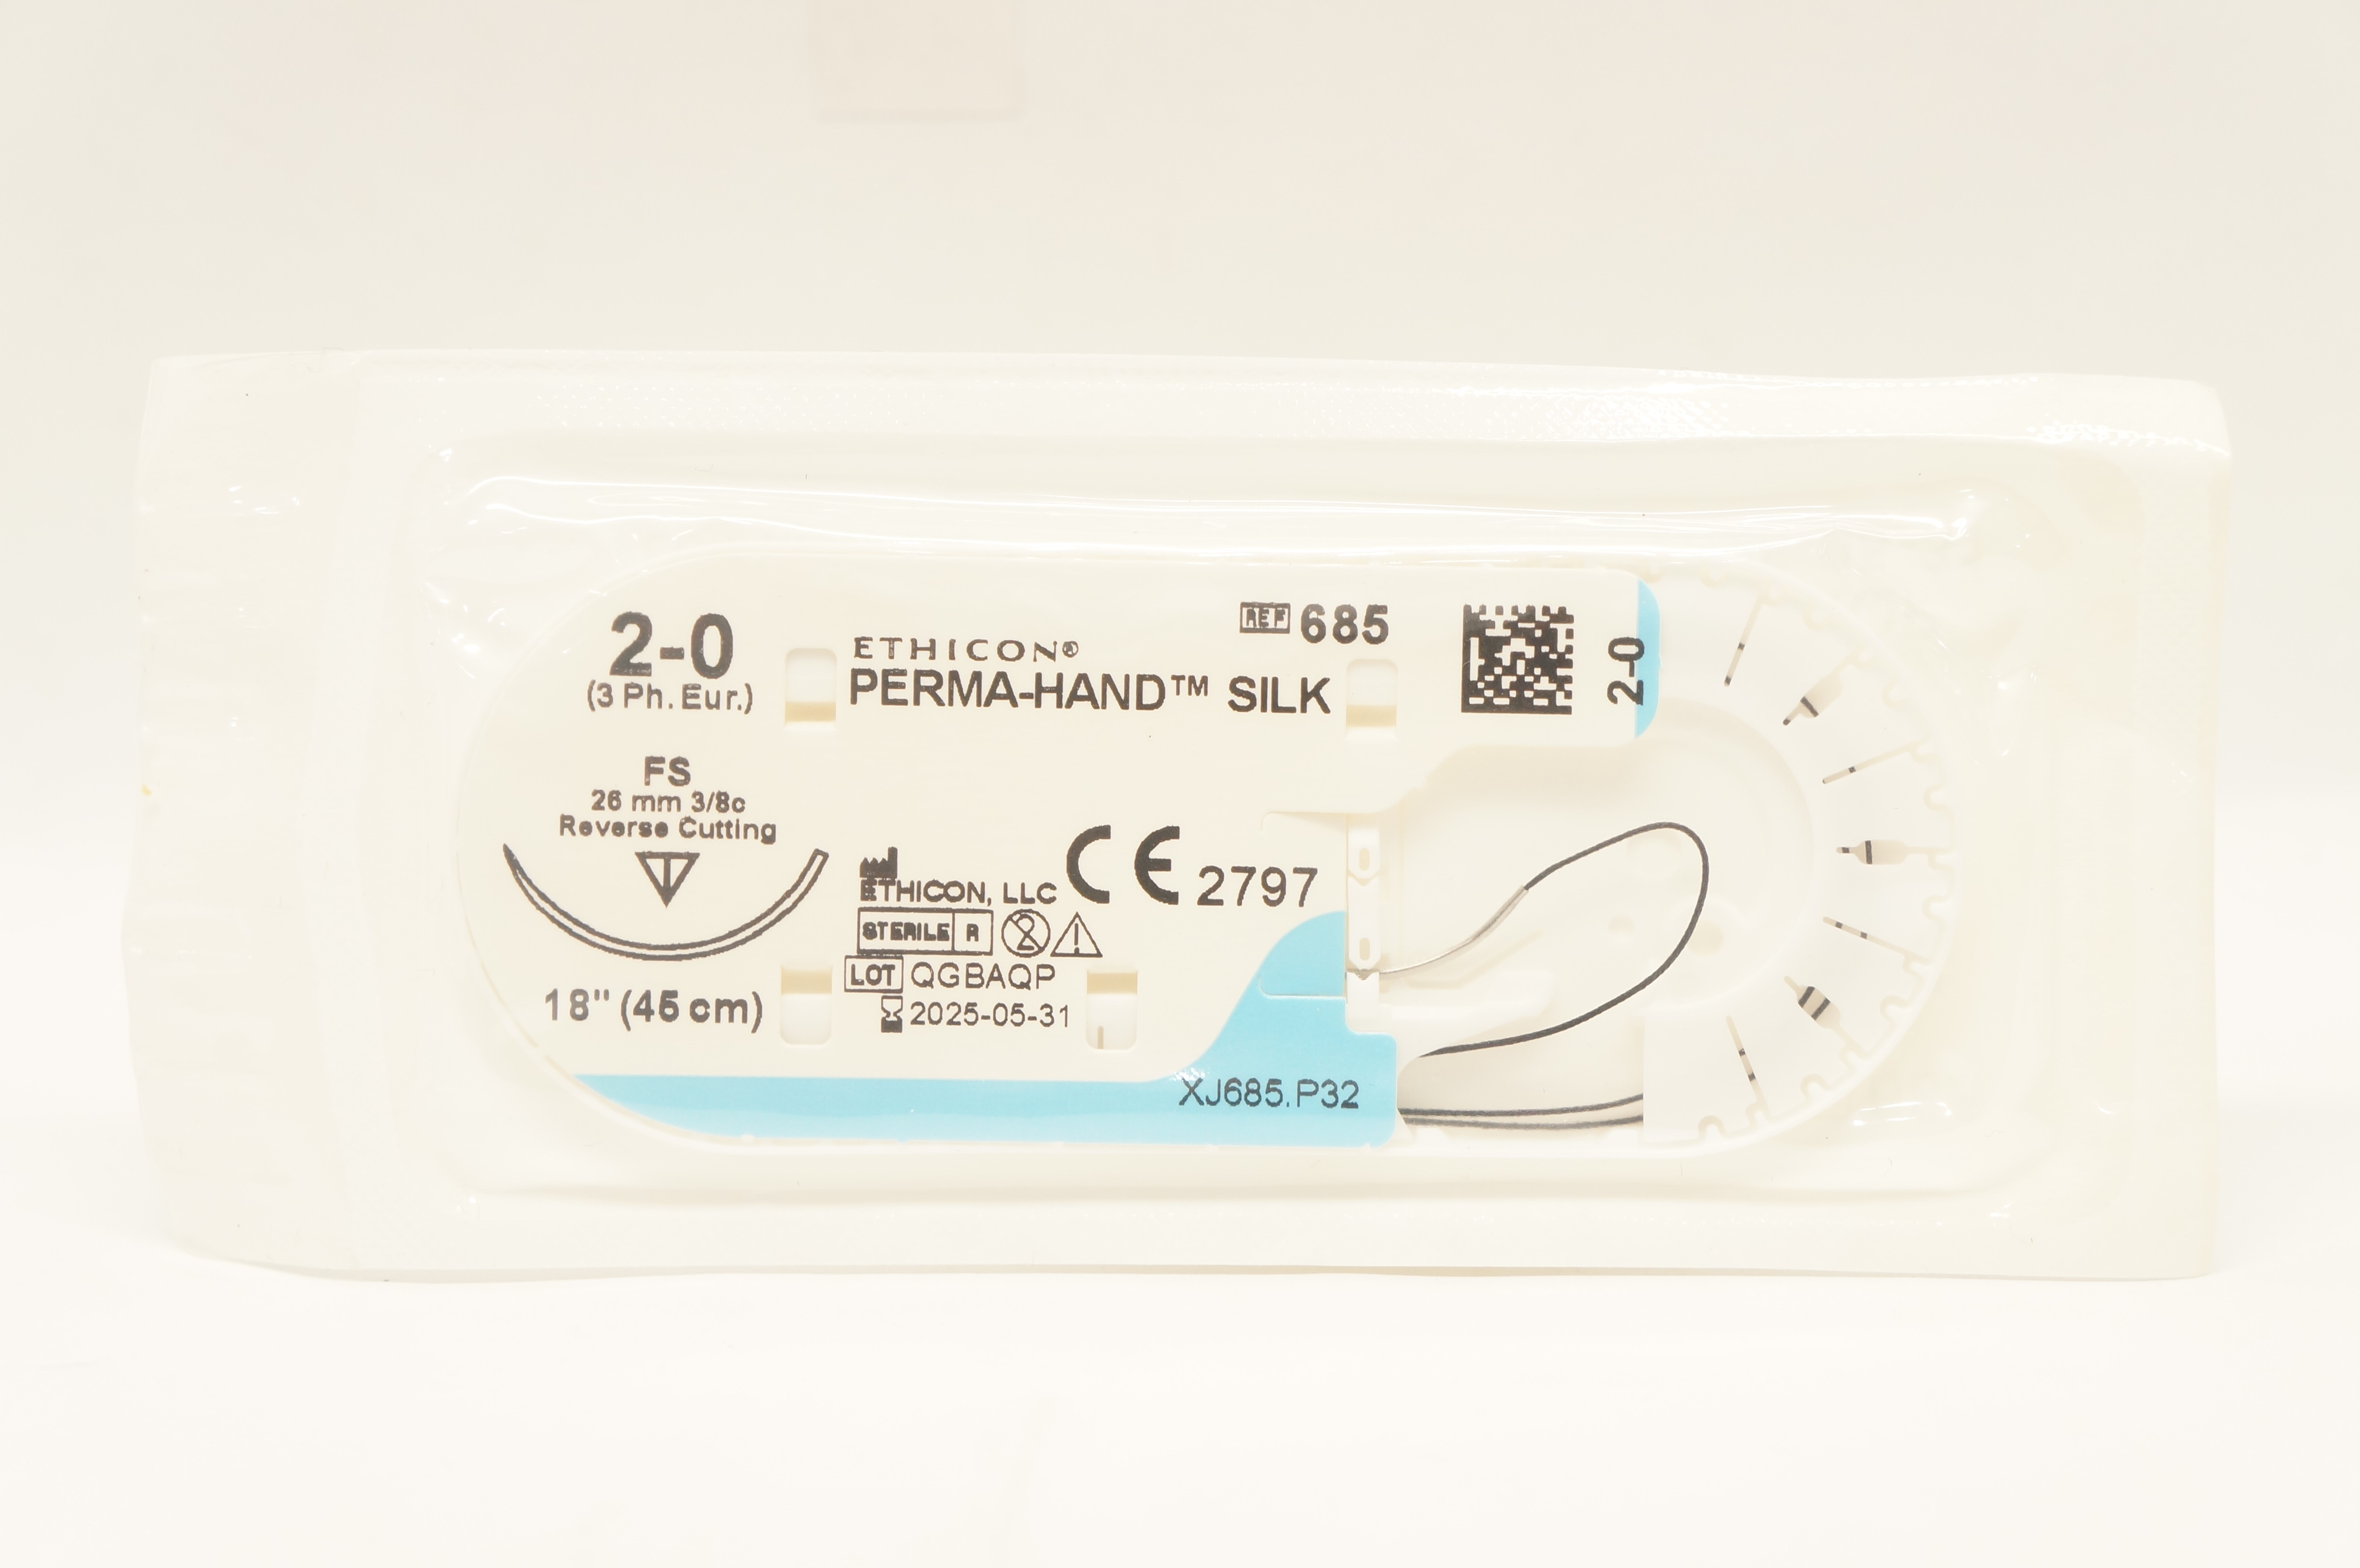 2-0
(3 Ph. Eur.)
ETHICON®
PERMA-HAND™ SILK
REF 685
2-0
FS
26 mm 3/8c
Reverse Cutting
18" (45 cm)
ETHICON, LLC
CE 2797
STERILE R
2
LOT QGBAQP
2025-05-31
XJ685.P32